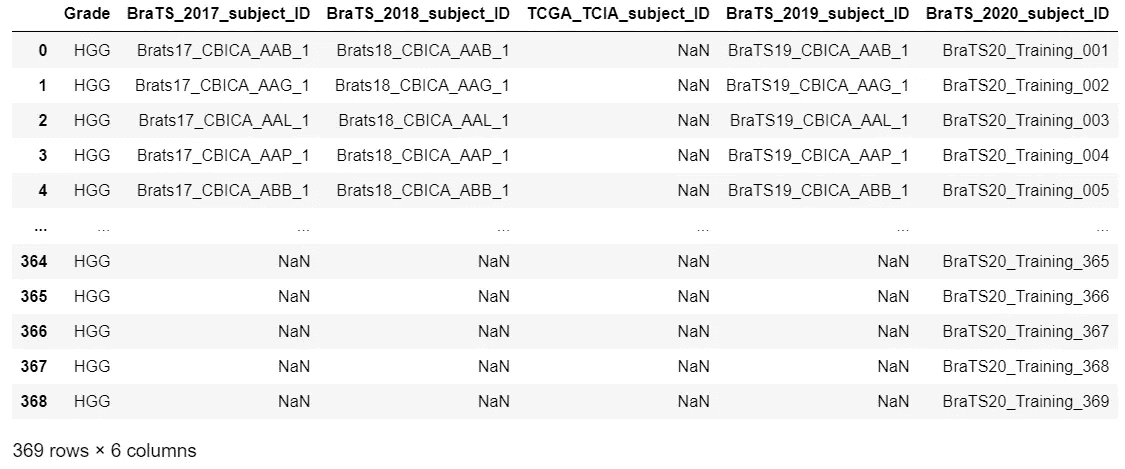 Grade BraTS_2017_subject_ID BraTS_2018_subject_ID TCGA_TCIA_subject_ID BraTS_2019_subject_ID BraTS_2020_subject_ID
0 HGG Brats17_CBICA_AAB_1 Brats18_CBICA_AAB_1 NaN BraTS19_CBICA_AAB_1 BraTS20_Training_001
1 HGG Brats17_CBICA_AAG_1 Brats18_CBICA_AAG_1 NaN BraTS19_CBICA_AAG_1 BraTS20_Training_002
2 HGG Brats17_CBICA_AAL_1 Brats18_CBICA_AAL_1 NaN BraTS19_CBICA_AAL_1 BraTS20_Training_003
3 HGG Brats17_CBICA_AAP_1 Brats18_CBICA_AAP_1 NaN BraTS19_CBICA_AAP_1 BraTS20_Training_004
4 HGG Brats17_CBICA_ABB_1 Brats18_CBICA_ABB_1 NaN BraTS19_CBICA_ABB_1 BraTS20_Training_005
... ... ... ... ... ... ...
364 HGG NaN NaN NaN NaN BraTS20_Training_365
365 HGG NaN NaN NaN NaN BraTS20_Training_366
366 HGG NaN NaN NaN NaN BraTS20_Training_367
367 HGG NaN NaN NaN NaN BraTS20_Training_368
368 HGG NaN NaN NaN NaN BraTS20_Training_369
369 rows × 6 columns